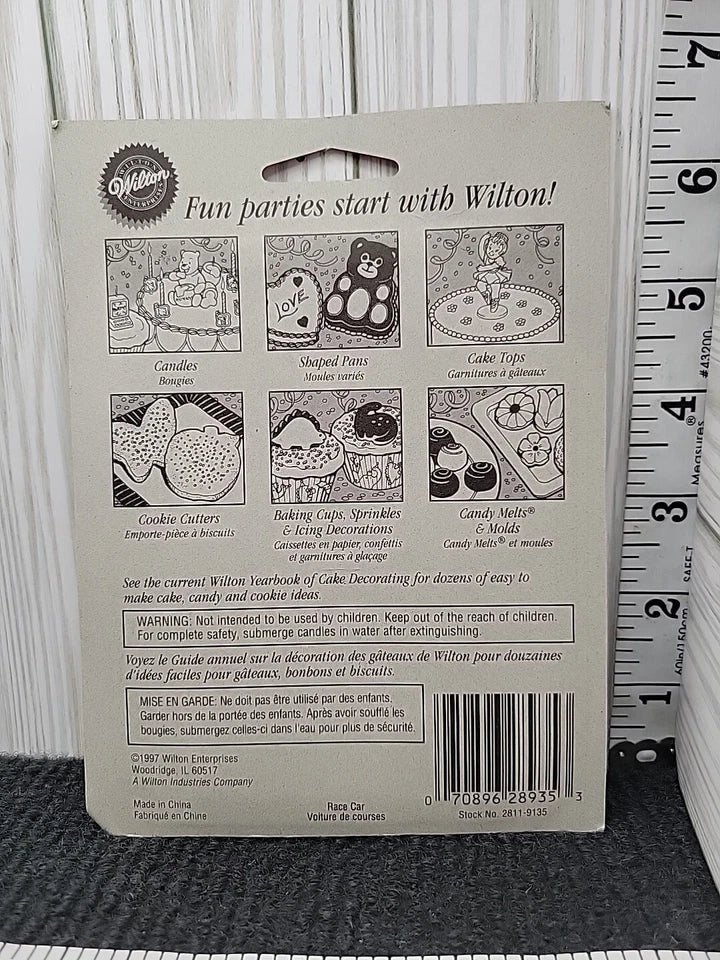 WILTON
Wilton
ENTERPRISES
Fun parties start with Wilton!
LOVE
Candles
Bougies
Shaped Pans
Moules variés
Cake Tops
Garnitures à gâteaux
Cookie Cutters
Emporte-pièce à biscuits
Baking Cups, Sprinkles
& Icing Decorations
Caissettes en papier, confettis
et garnitures à glaçage
Candy Melts®
& Molds
Candy Melts® et moules
See the current Wilton Yearbook of Cake Decorating for dozens of easy to
make cake, candy and cookie ideas.
WARNING: Not intended to be used by children. Keep out of the reach of children.
For complete safety, submerge candles in water after extinguishing.
Voyez le Guide annuel sur la décoration des gâteaux de Wilton pour douzaines
d'idées faciles pour gâteaux, bonbons et biscuits.
MISE EN GARDE: Ne doit pas être utilisé par des enfants.
Garder hors de la portée des enfants. Après avoir soufflé les
bougies, submergez celles-ci dans l'eau pour plus de sécurité.
©1997 Wilton Enterprises
Woodridge, IL 60517
A Wilton Industries Company
Made in China
Fabriqué en Chine
Race Car
Voiture de courses
0 70896 28935 3
Stock No. 2811-9135
7
6
5
4
3
2
1
#43200
Measures®
60in/150cm